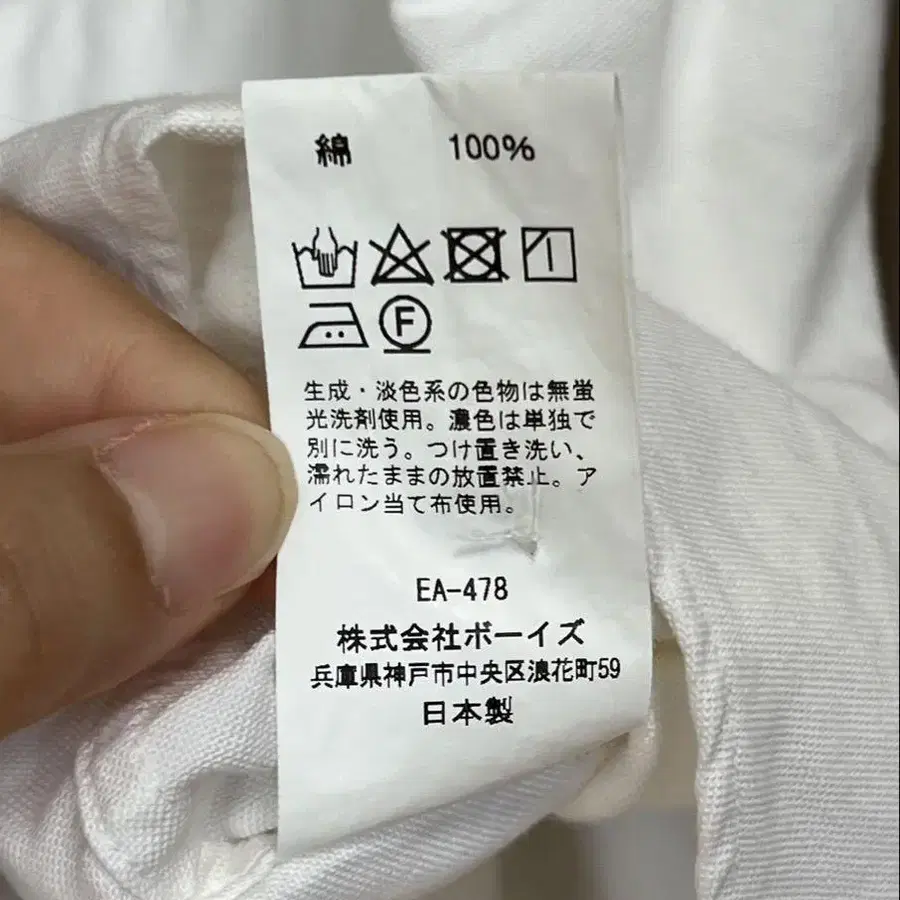 綿 100%
F
生成・淡色系の色物は無蛍
光洗剤使用。濃色は単独で
別に洗う。つけ置き洗い、
濡れたままの放置禁止。ア
イロン当て布使用。
EA-478
株式会社ボーイズ
兵庫県神戸市中央区浪花町59
日本製